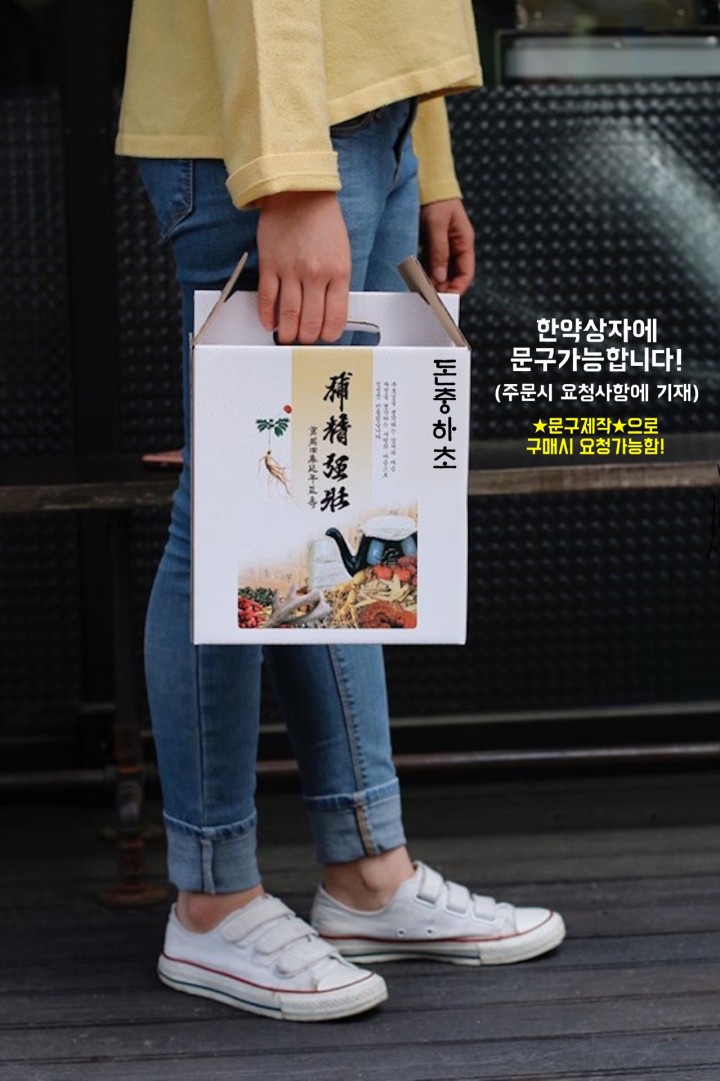 補精强壯
돈충하초
한약상자에
문구가능합니다!
(주문시 요청사항에 기재)
★문구제작★으로
구매시 요청가능함!